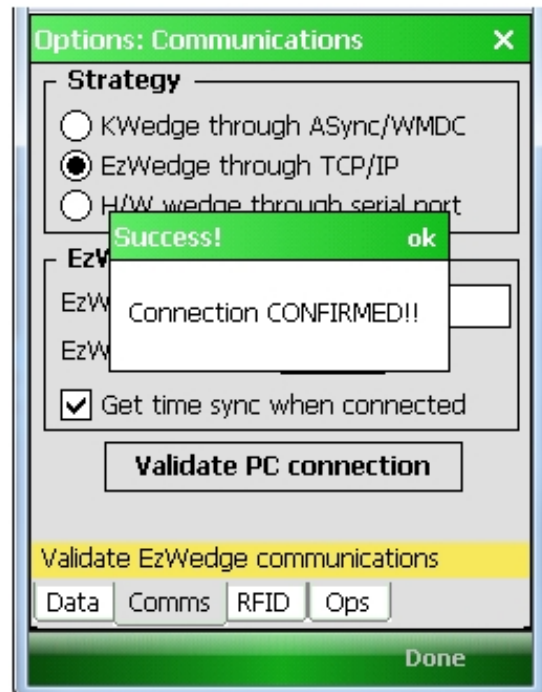 Options: Communications
Strategy
KWedge through ASync/WMDC
EzWedge through TCP/IP
H/W wedge through serial port
Success! ok
Connection CONFIRMED!!
Get time sync when connected
Validate PC connection
Validate EzWedge communications
Data Comms RFID Ops
Done